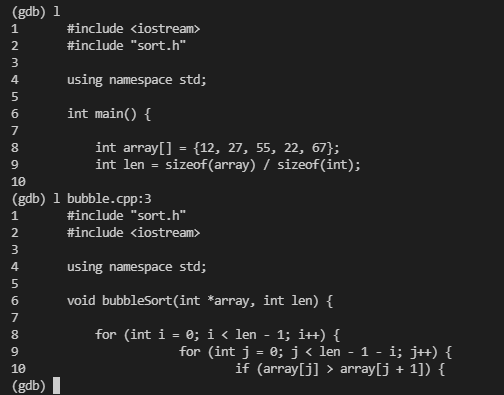 (gdb) l
1       #include <iostream>
2       #include "sort.h"
3
4       using namespace std;
5
6       int main() {
7
8           int array[] = {12, 27, 55, 22, 67};
9           int len = sizeof(array) / sizeof(int);
10
(gdb) l bubble.cpp:3
1       #include "sort.h"
2       #include <iostream>
3
4       using namespace std;
5
6       void bubbleSort(int *array, int len) {
7
8           for (int i = 0; i < len - 1; i++) {
9                       for (int j = 0; j < len - 1 - i; j++) {
10                              if (array[j] > array[j + 1]) {
(gdb)